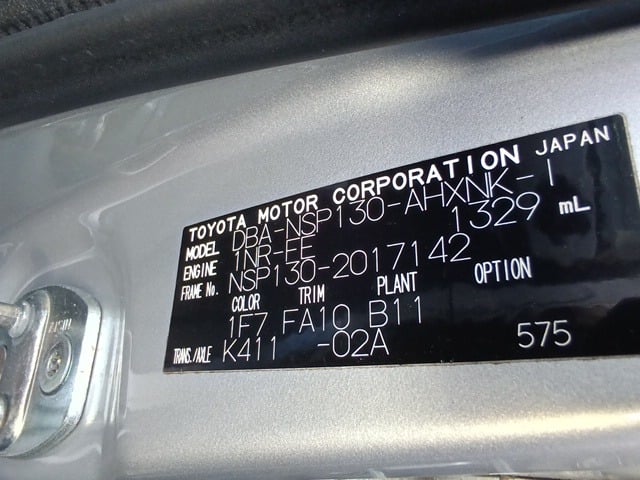 TOYOTA MOTOR CORPORATION JAPAN
MODEL DBA-NSP130-AHXNK-I
ENGINE 1NR-FE 1329 mL
FRAME No. NSP130-2017142
COLOR TRIM PLANT OPTION
1F7 FA10 B11
TRANS./AXLE K411 -02A 575